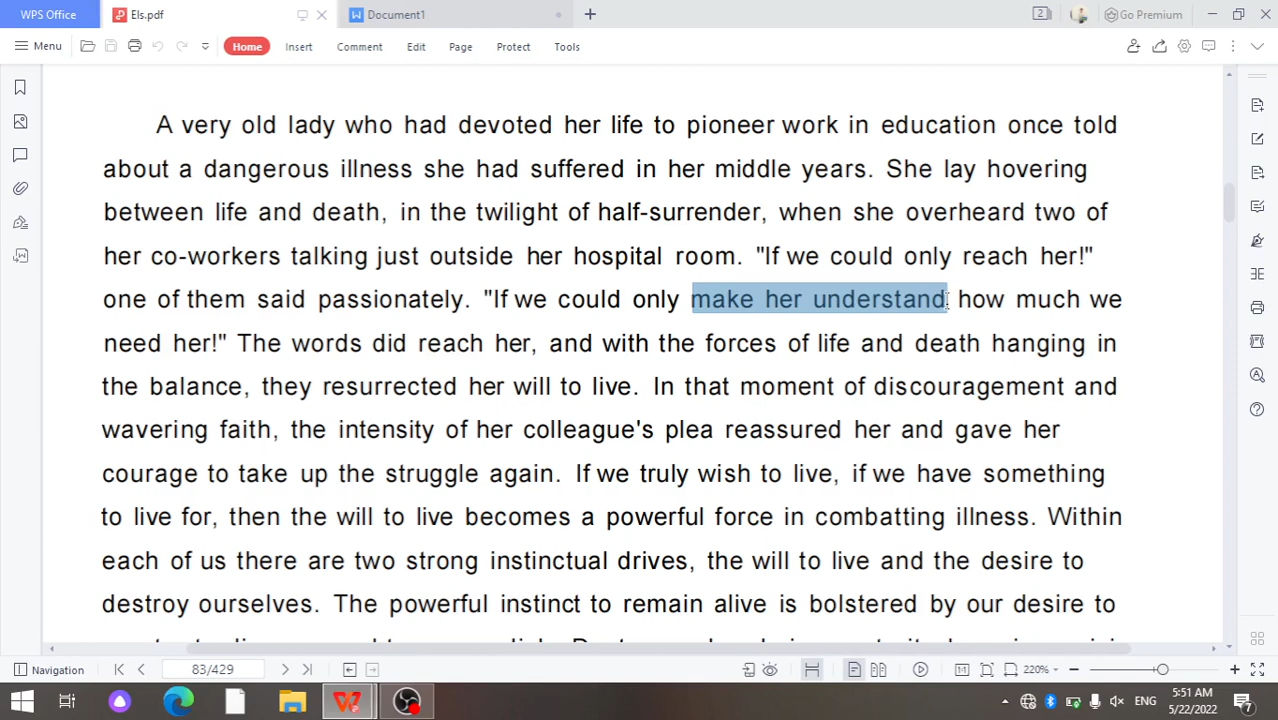 WPS Office
Els.pdf
Document1
2
Go Premium
Menu
Home
Insert
Comment
Edit
Page
Protect
Tools
A very old lady who had devoted her life to pioneer work in education once told
about a dangerous illness she had suffered in her middle years. She lay hovering
between life and death, in the twilight of half-surrender, when she overheard two of
her co-workers talking just outside her hospital room. "If we could only reach her!"
one of them said passionately. "If we could only make her understand how much we
need her!" The words did reach her, and with the forces of life and death hanging in
the balance, they resurrected her will to live. In that moment of discouragement and
wavering faith, the intensity of her colleague's plea reassured her and gave her
courage to take up the struggle again. If we truly wish to live, if we have something
to live for, then the will to live becomes a powerful force in combatting illness. Within
each of us there are two strong instinctual drives, the will to live and the desire to
destroy ourselves. The powerful instinct to remain alive is bolstered by our desire to
Navigation
83/429
1:1
220%
ENG
5:51 AM
5/22/2022
7